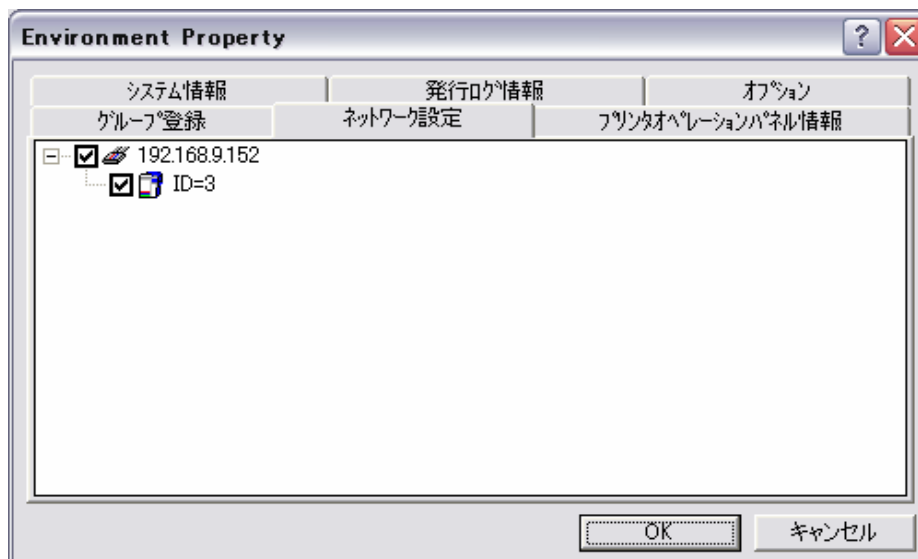 Environment Property
システム情報 発行ログ情報 オプション
グループ登録 ネットワーク設定 プリンタオペレーションパネル情報
192.168.9.152
ID=3
OK キャンセル